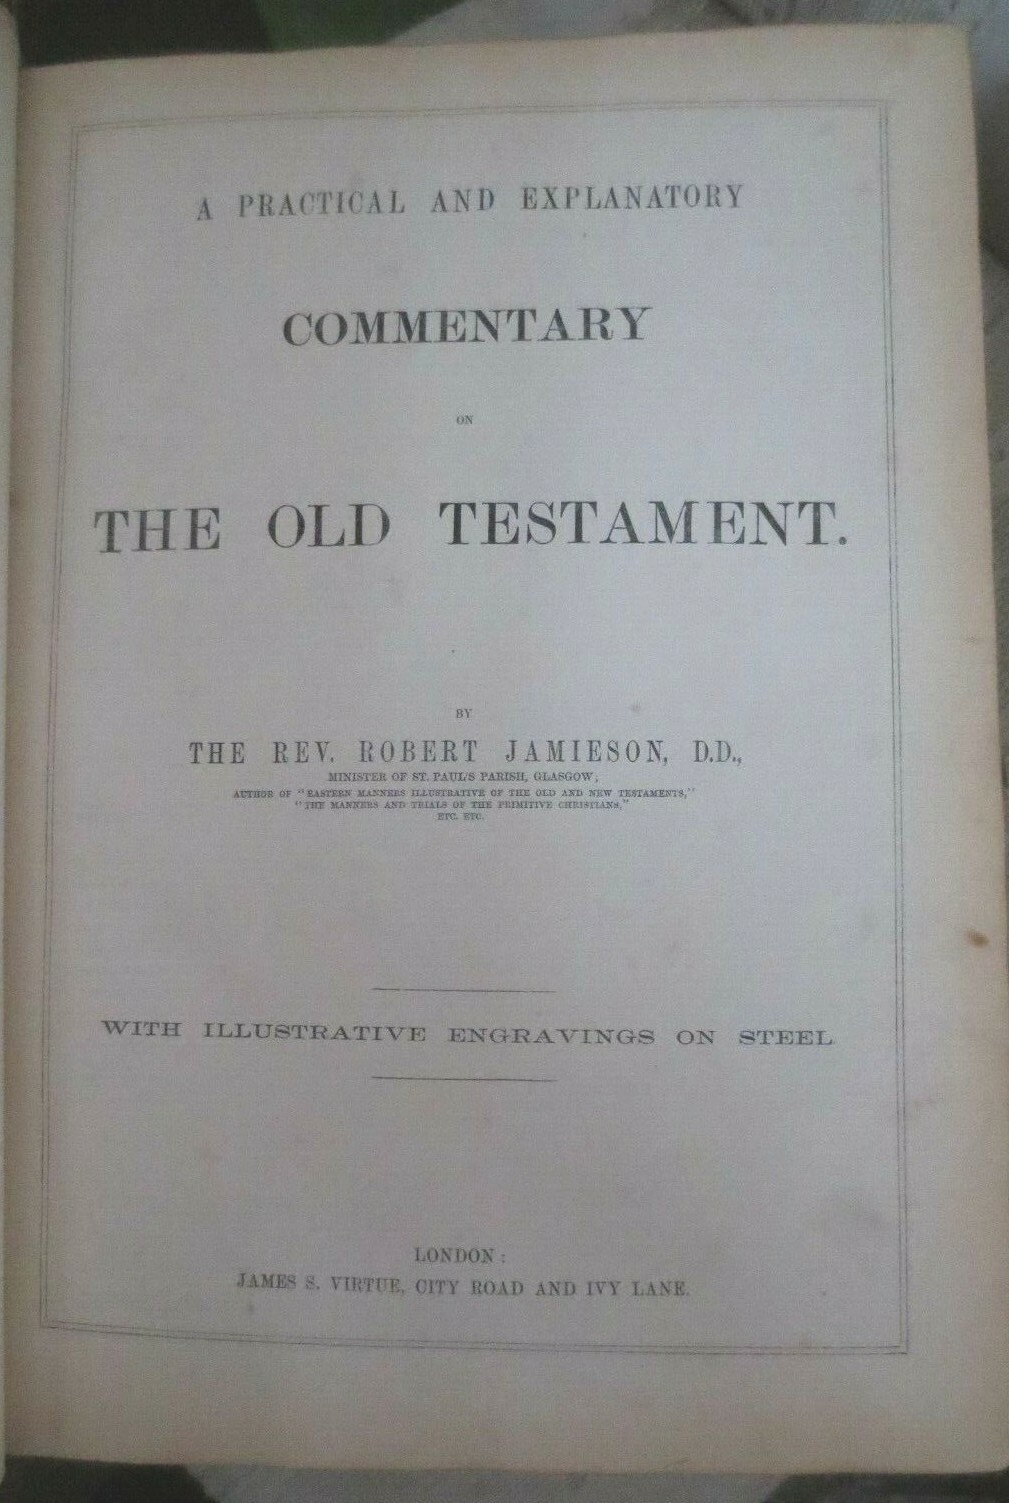 A PRACTICAL AND EXPLANATORY
COMMENTARY
ON
THE OLD TESTAMENT.
BY
THE REV. ROBERT JAMIESON, D.D.,
MINISTER OF ST. PAUL'S PARISH, GLASGOW;
AUTHOR OF "EASTERN MANNERS ILLUSTRATIVE OF THE OLD AND NEW TESTAMENTS,"
"THE MANNERS AND TRIALS OF THE PRIMITIVE CHRISTIANS,"
ETC. ETC.
WITH ILLUSTRATIVE ENGRAVINGS ON STEEL
LONDON:
JAMES S. VIRTUE, CITY ROAD AND IVY LANE.